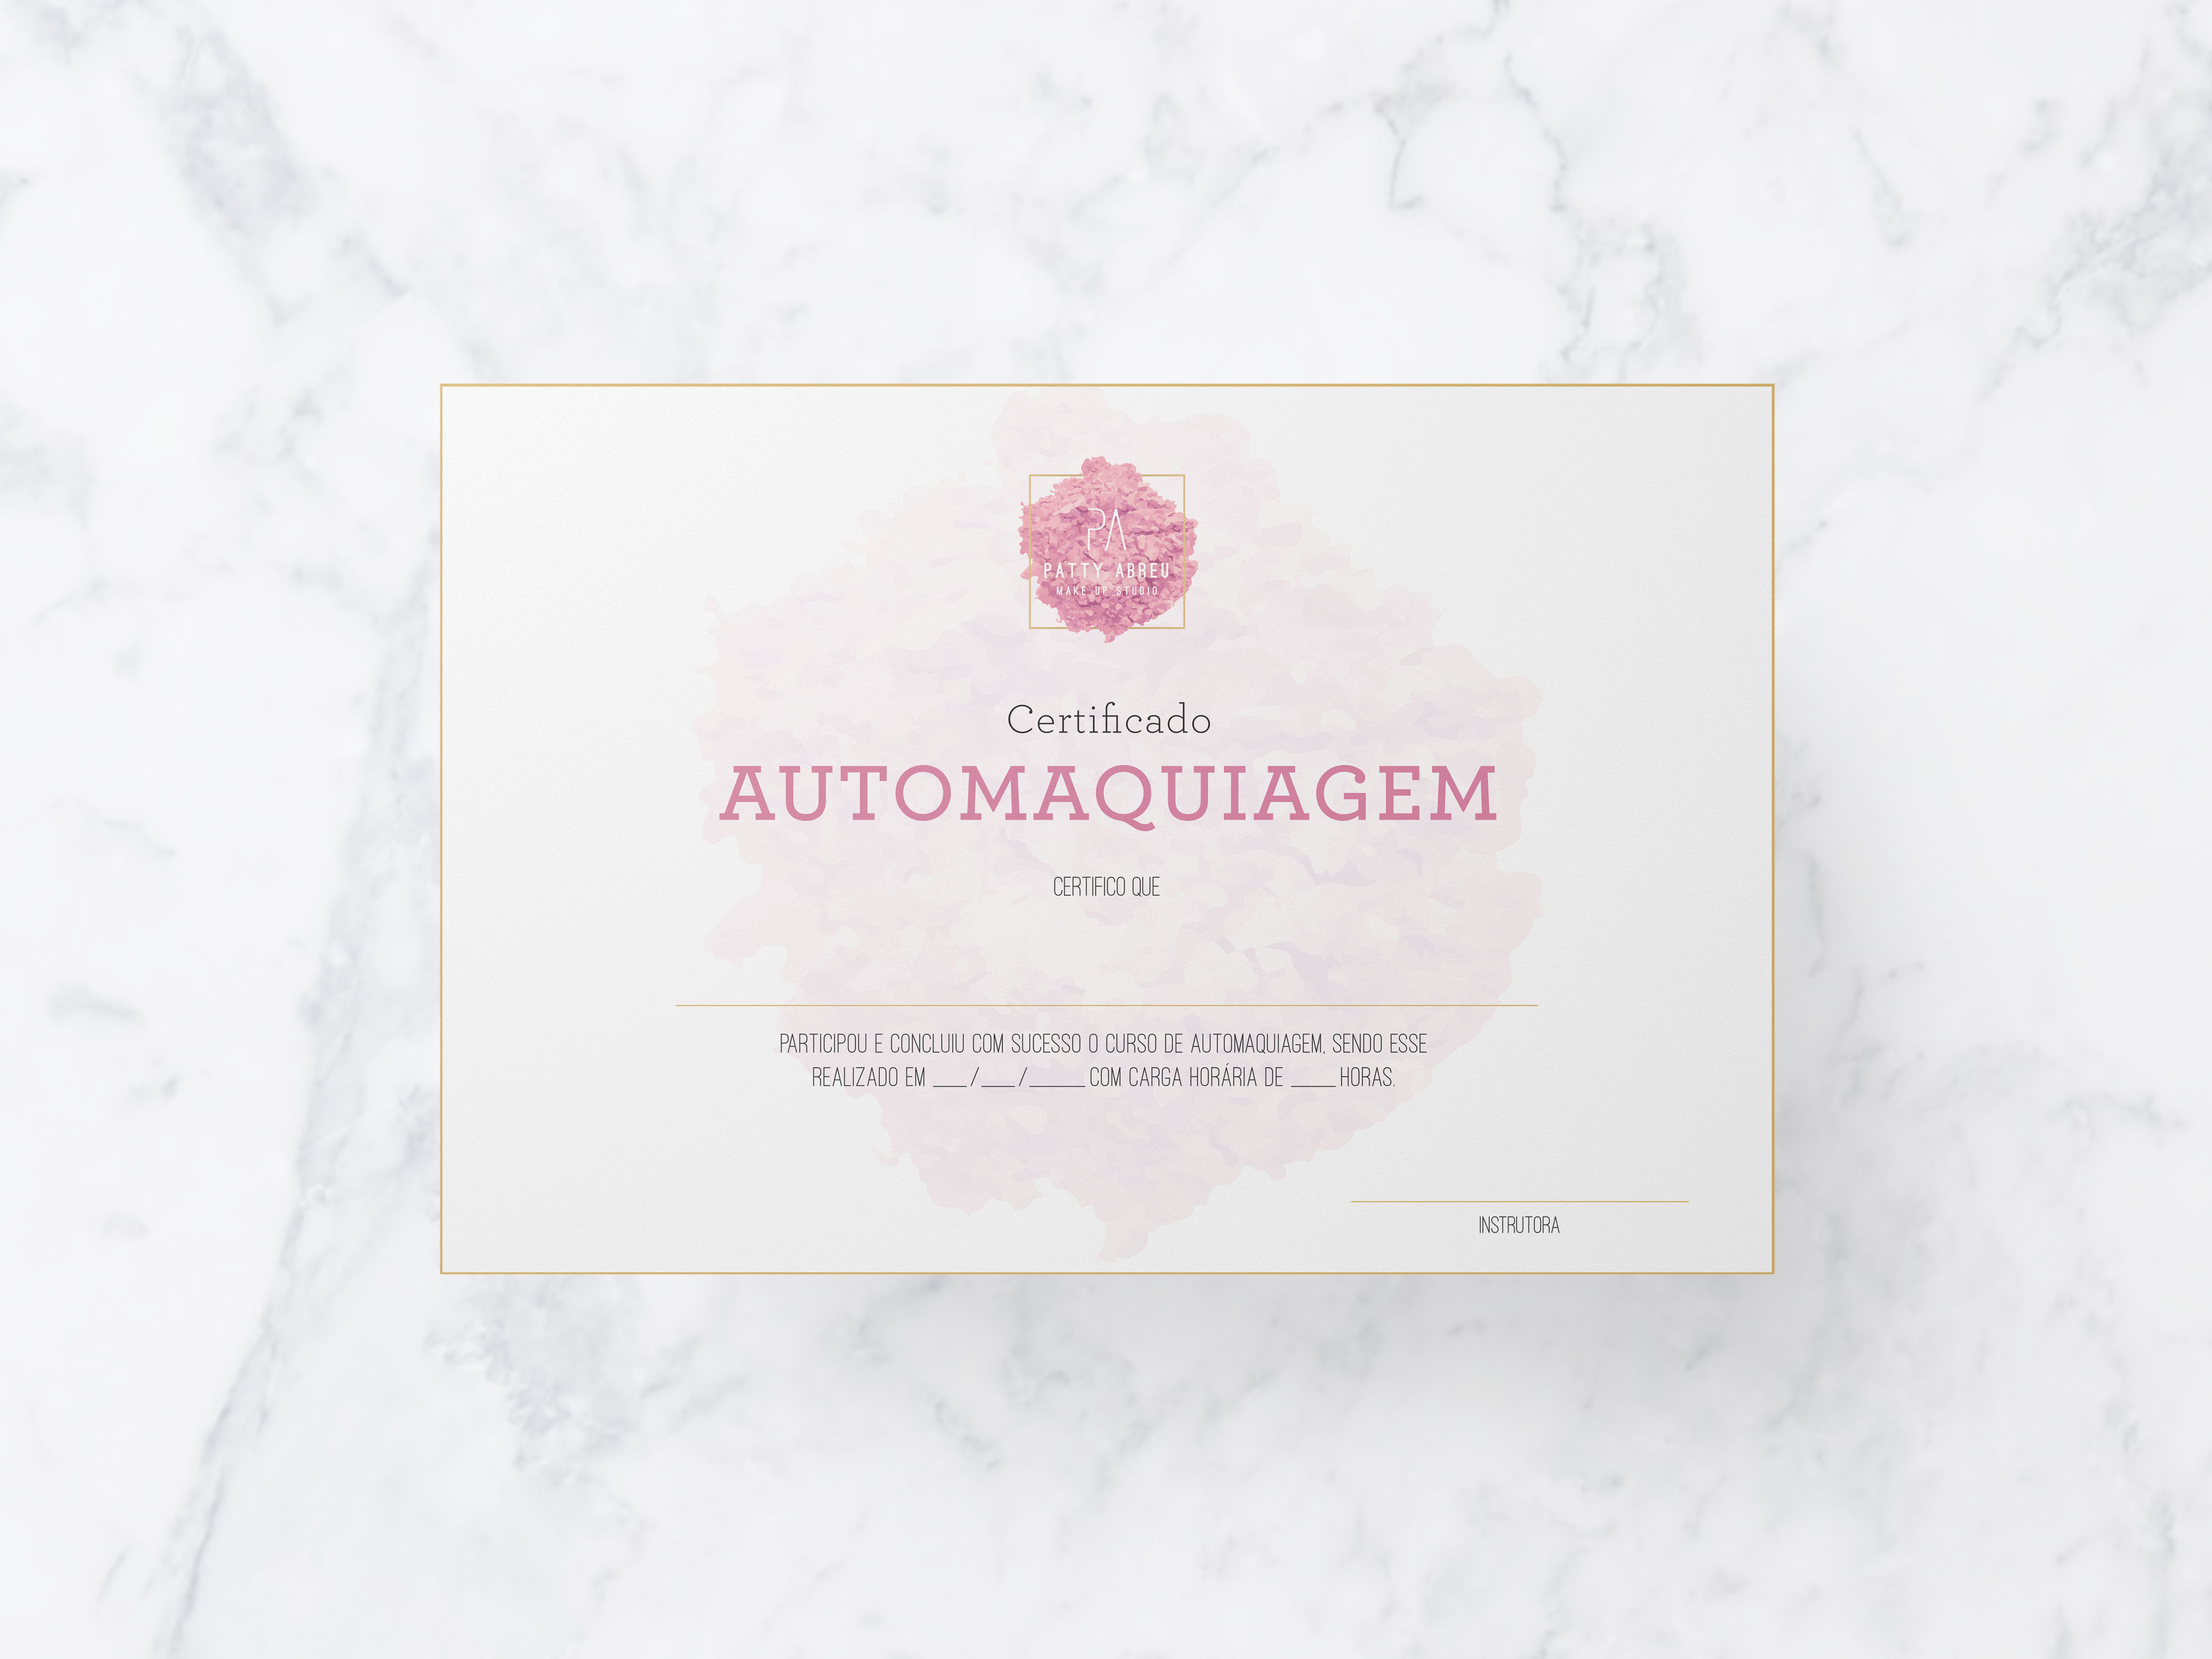 PA
PATTY ABREU
MAKE UP STUDIO
Certificado
AUTOMAQUIAGEM
CERTIFICO QUE
PARTICIPOU E CONCLUIU COM SUCESSO O CURSO DE AUTOMAQUIAGEM, SENDO ESSE
REALIZADO EM ___/___/_____ COM CARGA HORÁRIA DE ____ HORAS.
INSTRUTORA